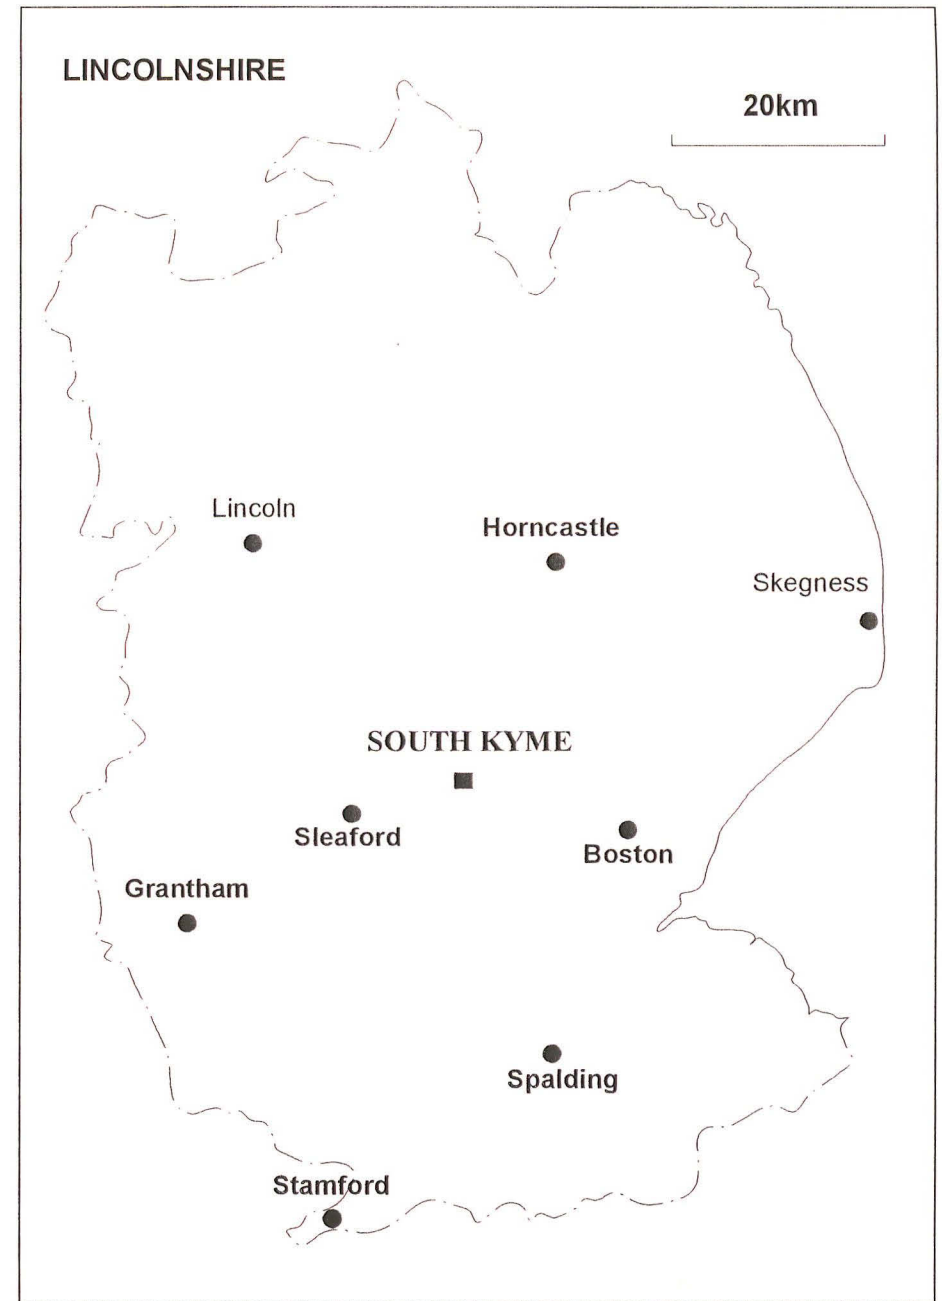 LINCOLNSHIRE
20km
Lincoln
Horncastle
Skegness
SOUTH KYME
Sleaford
Boston
Grantham
Spalding
Stamford